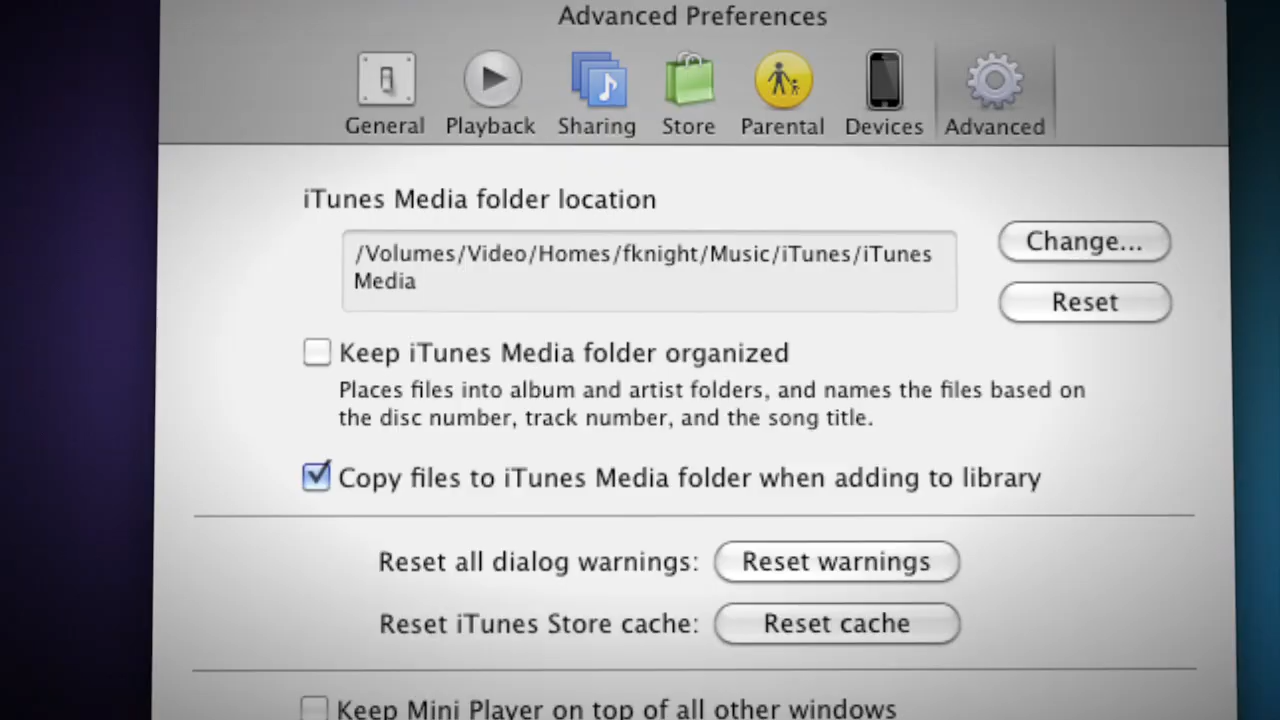 Advanced Preferences
General Playback Sharing Store Parental Devices Advanced
iTunes Media folder location
/Volumes/Video/Homes/fknight/Music/iTunes/iTunes
Media
Change...
Reset
Keep iTunes Media folder organized
Places files into album and artist folders, and names the files based on
the disc number, track number, and the song title.
Copy files to iTunes Media folder when adding to library
Reset all dialog warnings: Reset warnings
Reset iTunes Store cache: Reset cache
Keep Mini Player on top of all other windows